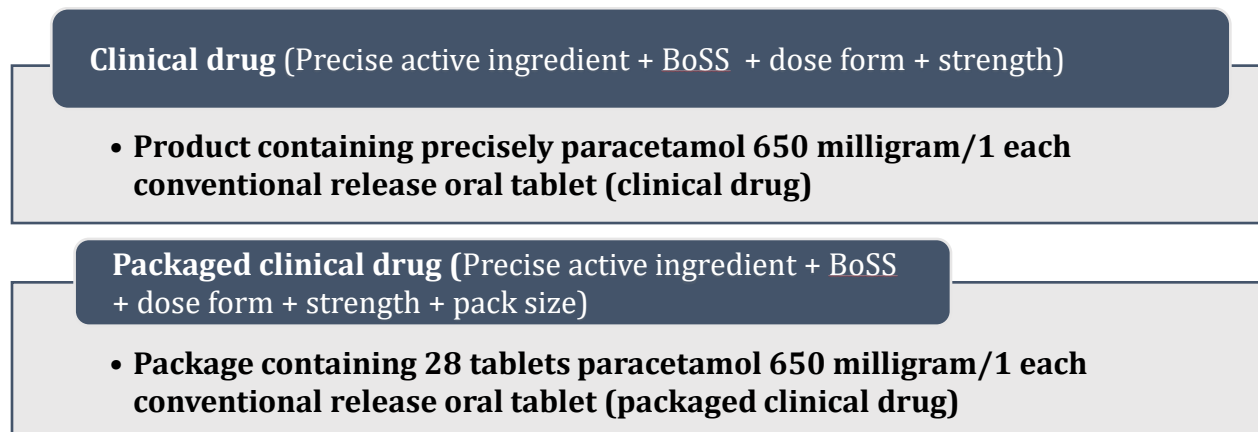 Clinical drug (Precise active ingredient + BoSS + dose form + strength)
• Product containing precisely paracetamol 650 milligram/1 each
conventional release oral tablet (clinical drug)
Packaged clinical drug (Precise active ingredient + BoSS
+ dose form + strength + pack size)
• Package containing 28 tablets paracetamol 650 milligram/1 each
conventional release oral tablet (packaged clinical drug)